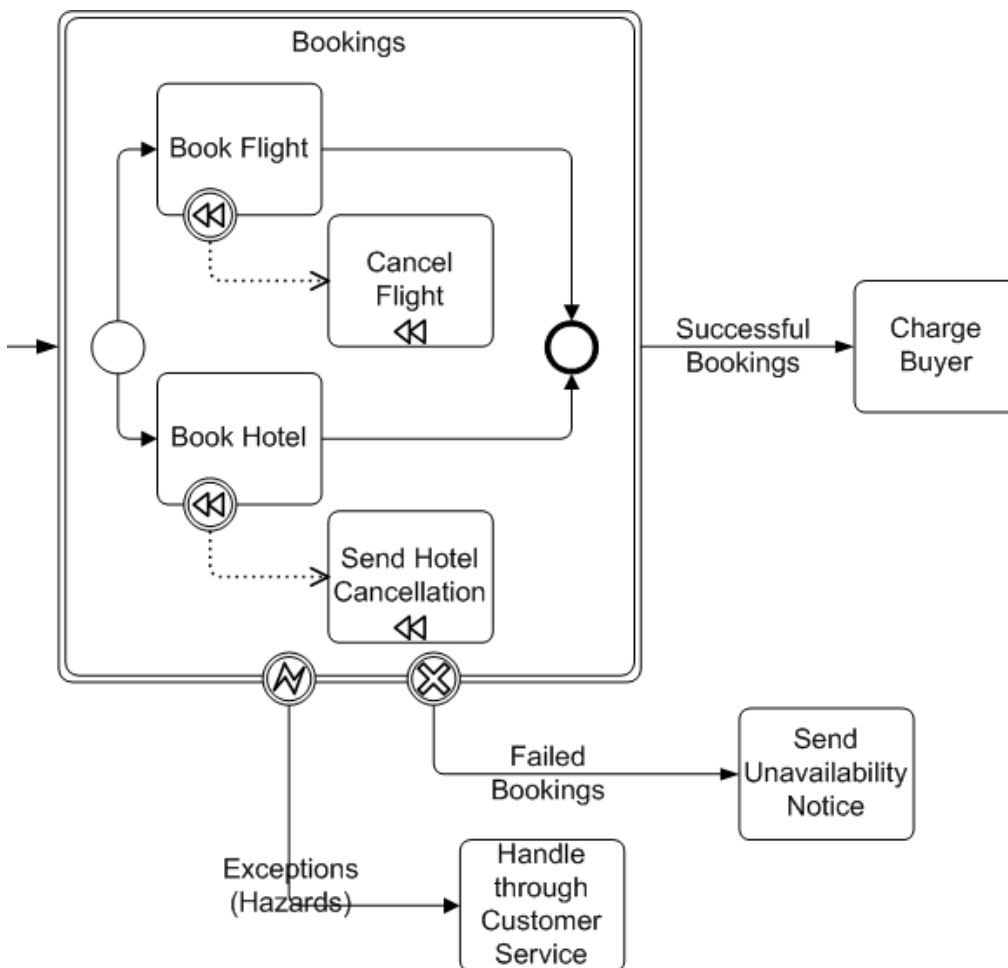 Bookings
Book Flight
Cancel
Flight
Book Hotel
Send Hotel
Cancellation
Successful
Bookings
Charge
Buyer
Failed
Bookings
Send
Unavailability
Notice
Exceptions
(Hazards)
Handle
through
Customer
Service